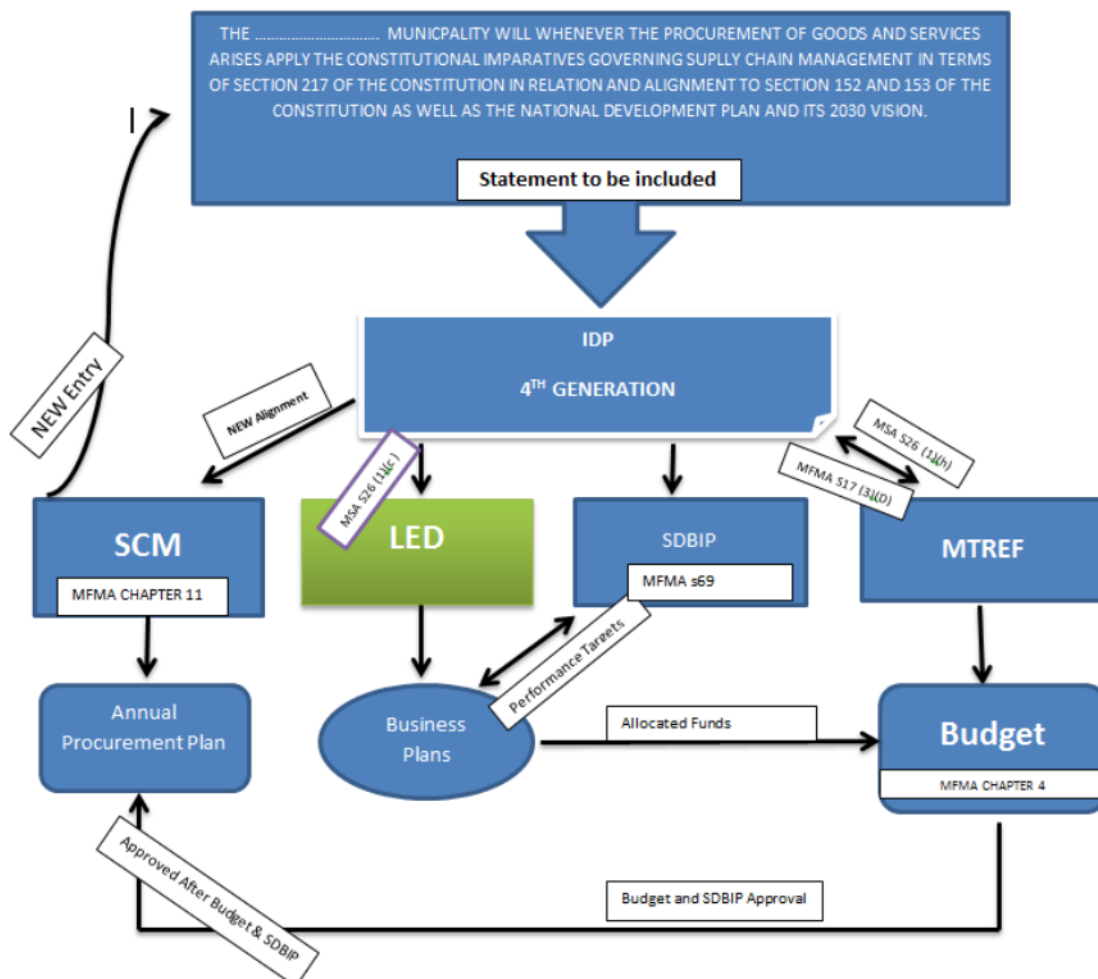 THE ................................ MUNICPALITY WILL WHENEVER THE PROCUREMENT OF GOODS AND SERVICES
ARISES APPLY THE CONSTITUTIONAL IMPARATIVES GOVERNING SUPLLY CHAIN MANAGEMENT IN TERMS
OF SECTION 217 OF THE CONSTITUTION IN RELATION AND ALIGNMENT TO SECTION 152 AND 153 OF
THE CONSTITUTION AS WELL AS THE NATIONAL DEVELOPMENT PLAN AND ITS 2030 VISION.
Statement to be included
IDP
4TH GENERATION
NEW Entry
NEW Alignment
MSA S26 (1)(c)
MSA S26 (1)(h)
MFMA S17 (3)(D)
SCM
MFMA CHAPTER 11
LED
SDBIP
MFMA s69
MTREF
Performance Targets
Annual
Procurement Plan
Business
Plans
Allocated Funds
Budget
MFMA CHAPTER 4
Approved After Budget & SDBIP
Budget and SDBIP Approval